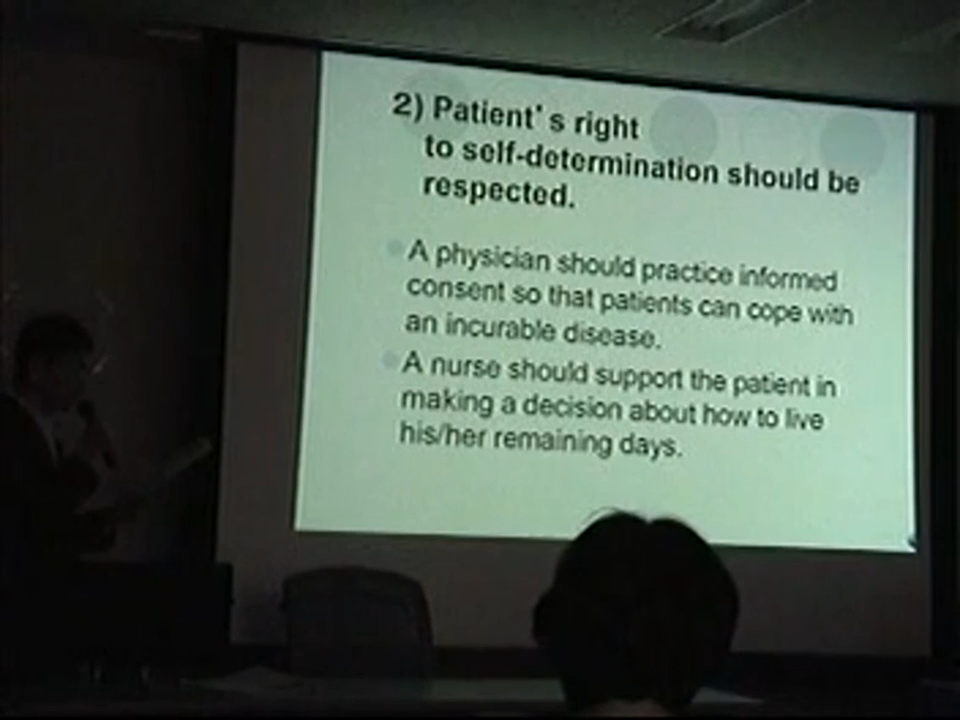 2) Patient's right
to self-determination should be
respected.
A physician should practice informed
consent so that patients can cope with
an incurable disease.
A nurse should support the patient in
making a decision about how to live
his/her remaining days.